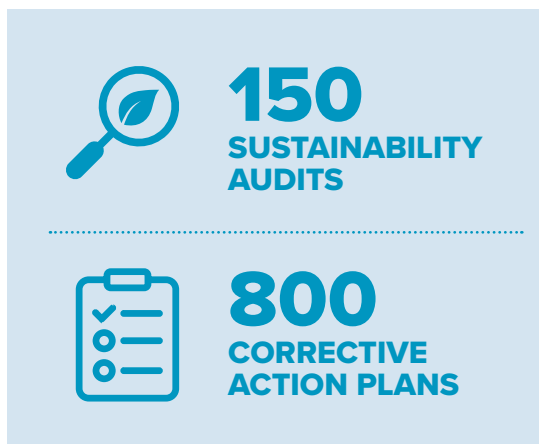 150
SUSTAINABILITY
AUDITS
800
CORRECTIVE
ACTION PLANS